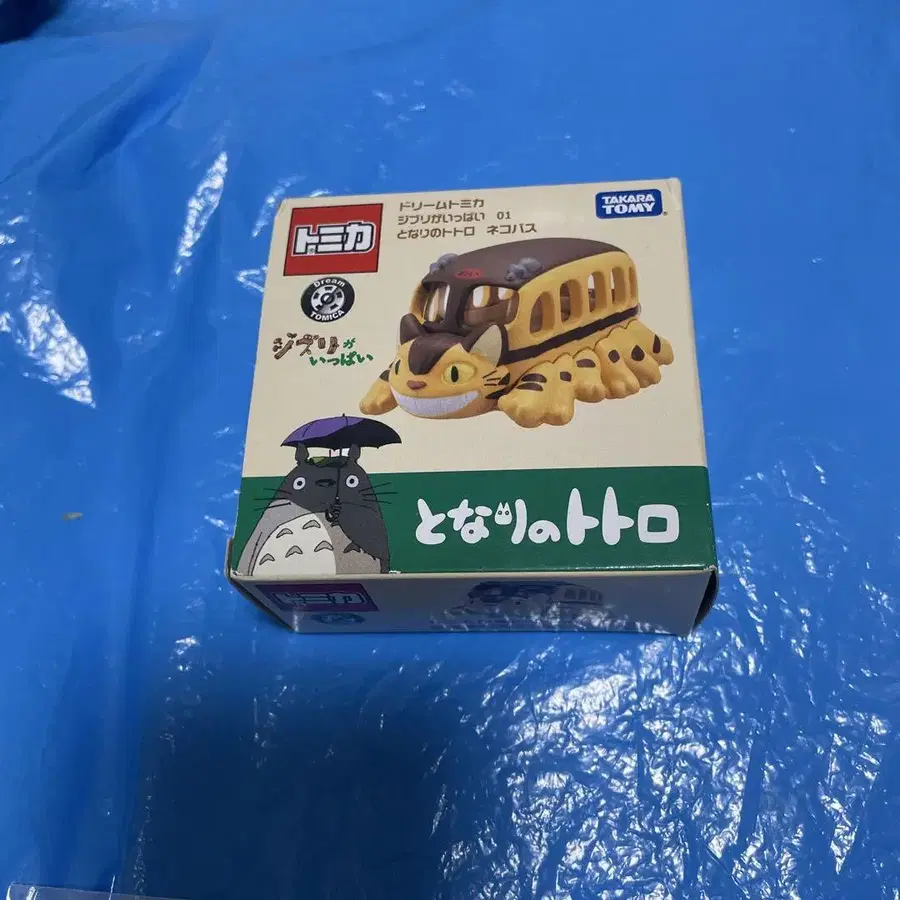 トミカ
ドリームトミカ
ジブリがいっぱい 01
となりのトトロ ネコバス
TAKARA
TOMY
Dream
TOMICA
ジブリが
いっぱい
となりのトトロ
トミカ